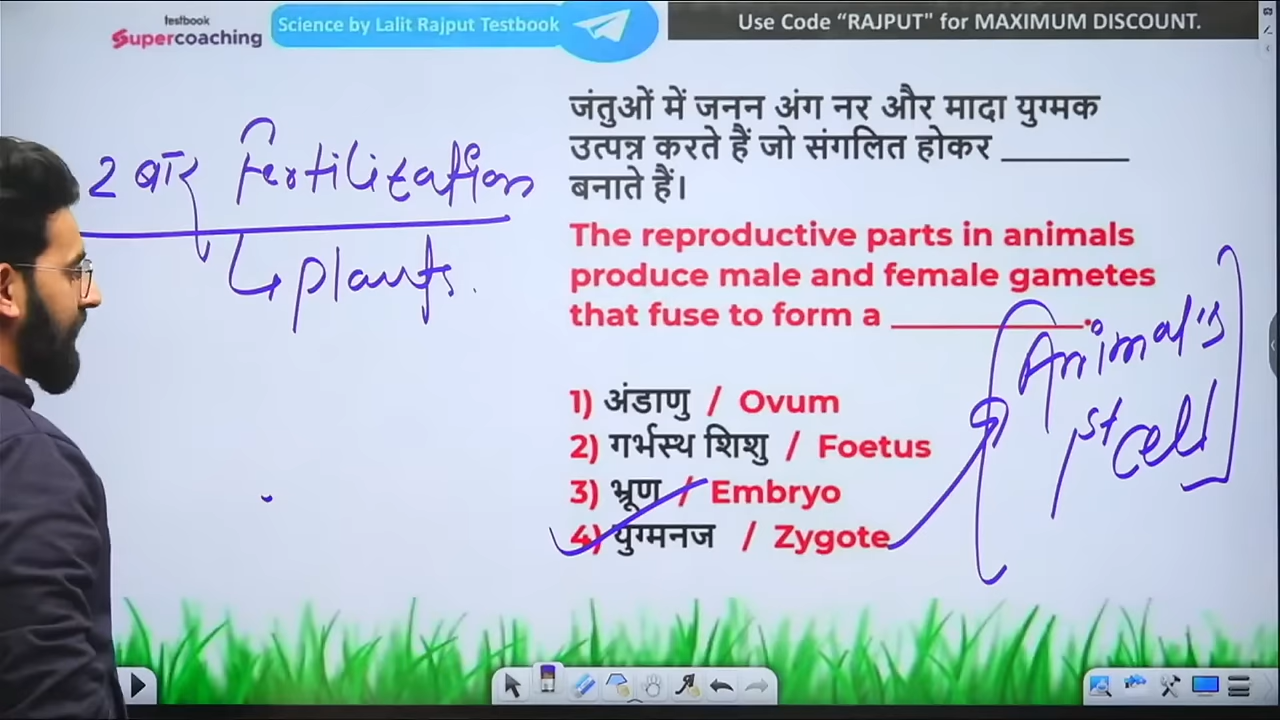 testbook
Supercoaching
Science by Lalit Rajput Testbook
Use Code “RAJPUT" for MAXIMUM DISCOUNT.
2 बार Fertilization
plants.
जंतुओं में जनन अंग नर और मादा युग्मक
उत्पन्न करते हैं जो संगलित होकर ________
बनाते हैं।
The reproductive parts in animals
produce male and female gametes
that fuse to form a ____________.
1) अंडाणु / Ovum
2) गर्भस्थ शिशु / Foetus
3) भ्रूण / Embryo
4) युग्मनज / Zygote
Animal's
1st cell